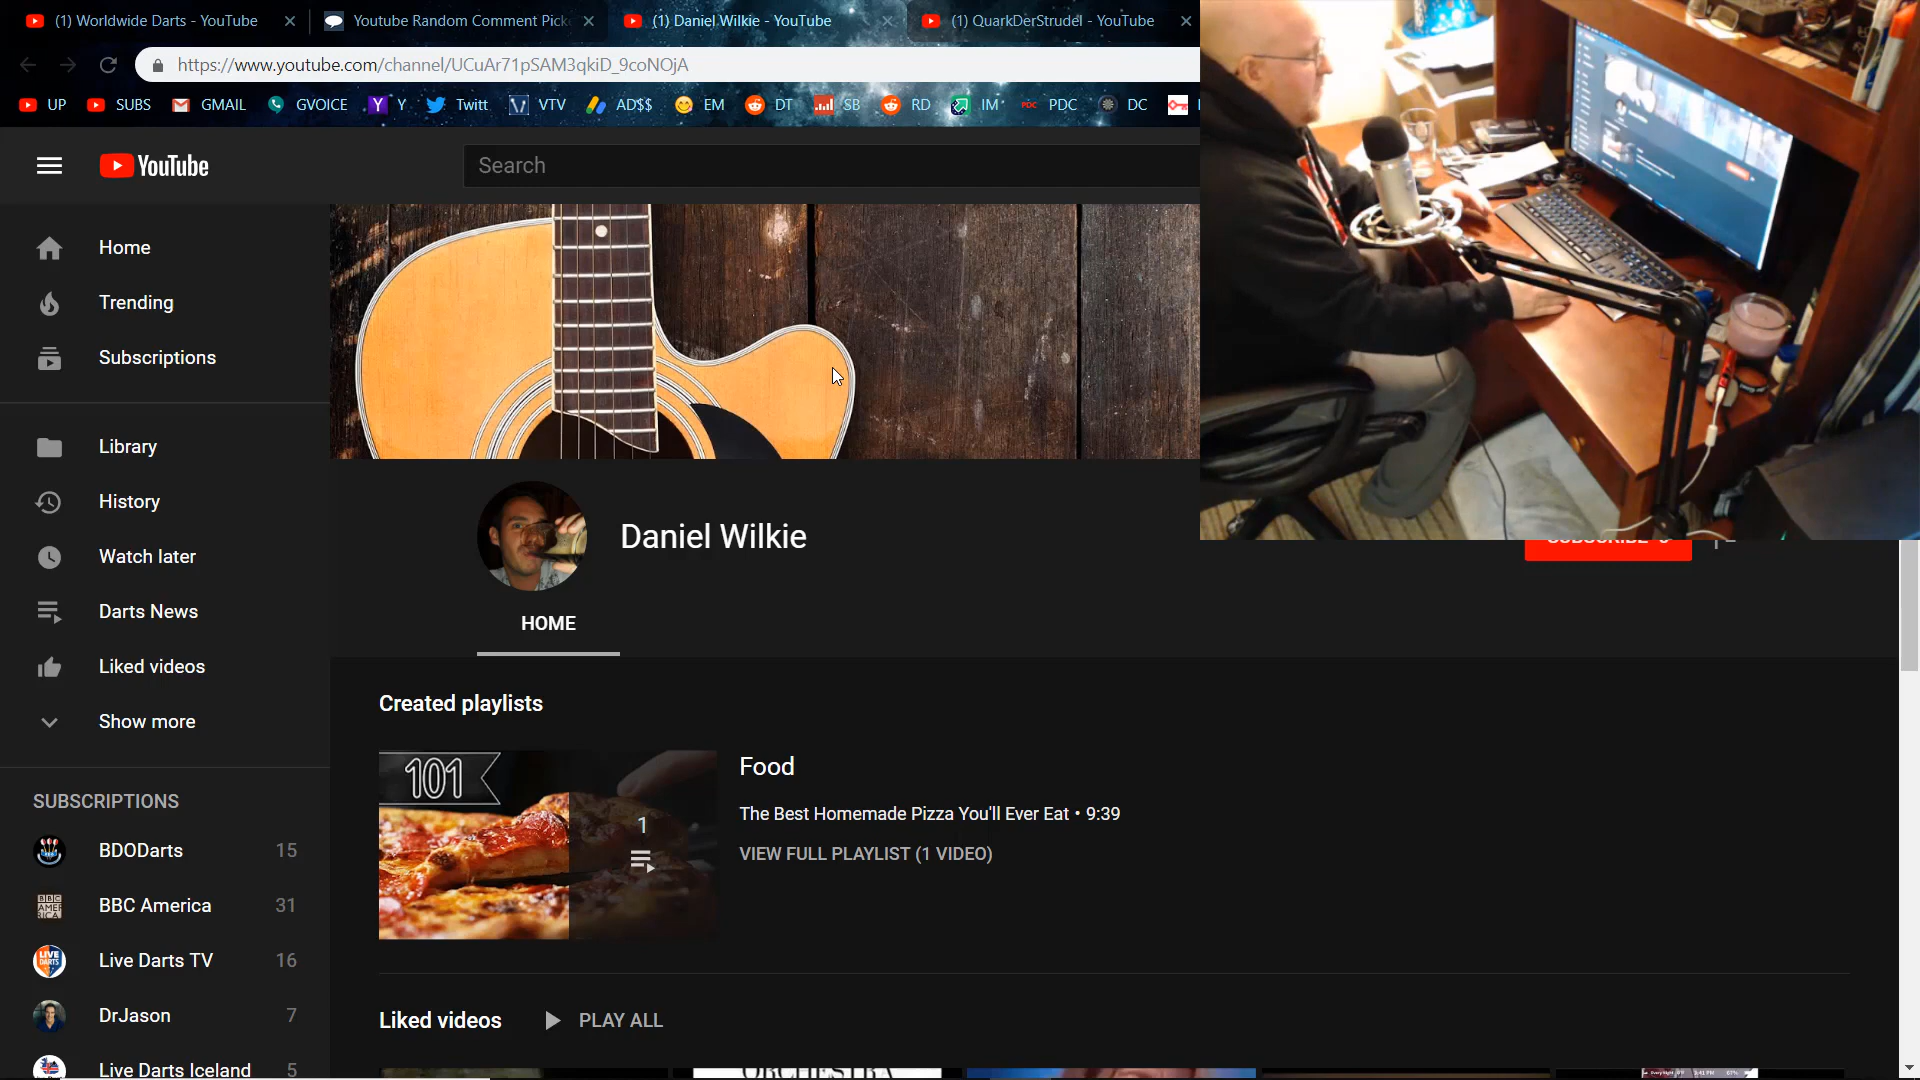 (1) Worldwide Darts - YouTube
Youtube Random Comment Pick
(1) Daniel Wilkie - YouTube
(1) QuarkDerStrudel - YouTube
https://www.youtube.com/channel/UCuAr71pSAM3qkiD_9coNOjA
UP SUBS GMAIL GVOICE Y Twitt VTV AD$$ EM DT SB RD IM PDC DC
YouTube
Search
Home
Trending
Subscriptions
Library
History
Watch later
Darts News
Liked videos
Show more
SUBSCRIPTIONS
BDODarts 15
BBC America 31
Live Darts TV 16
DrJason 7
Live Darts Iceland 5
Daniel Wilkie
HOME
Created playlists
101
1
Food
The Best Homemade Pizza You'll Ever Eat • 9:39
VIEW FULL PLAYLIST (1 VIDEO)
Liked videos
PLAY ALL
ORCHESTRA